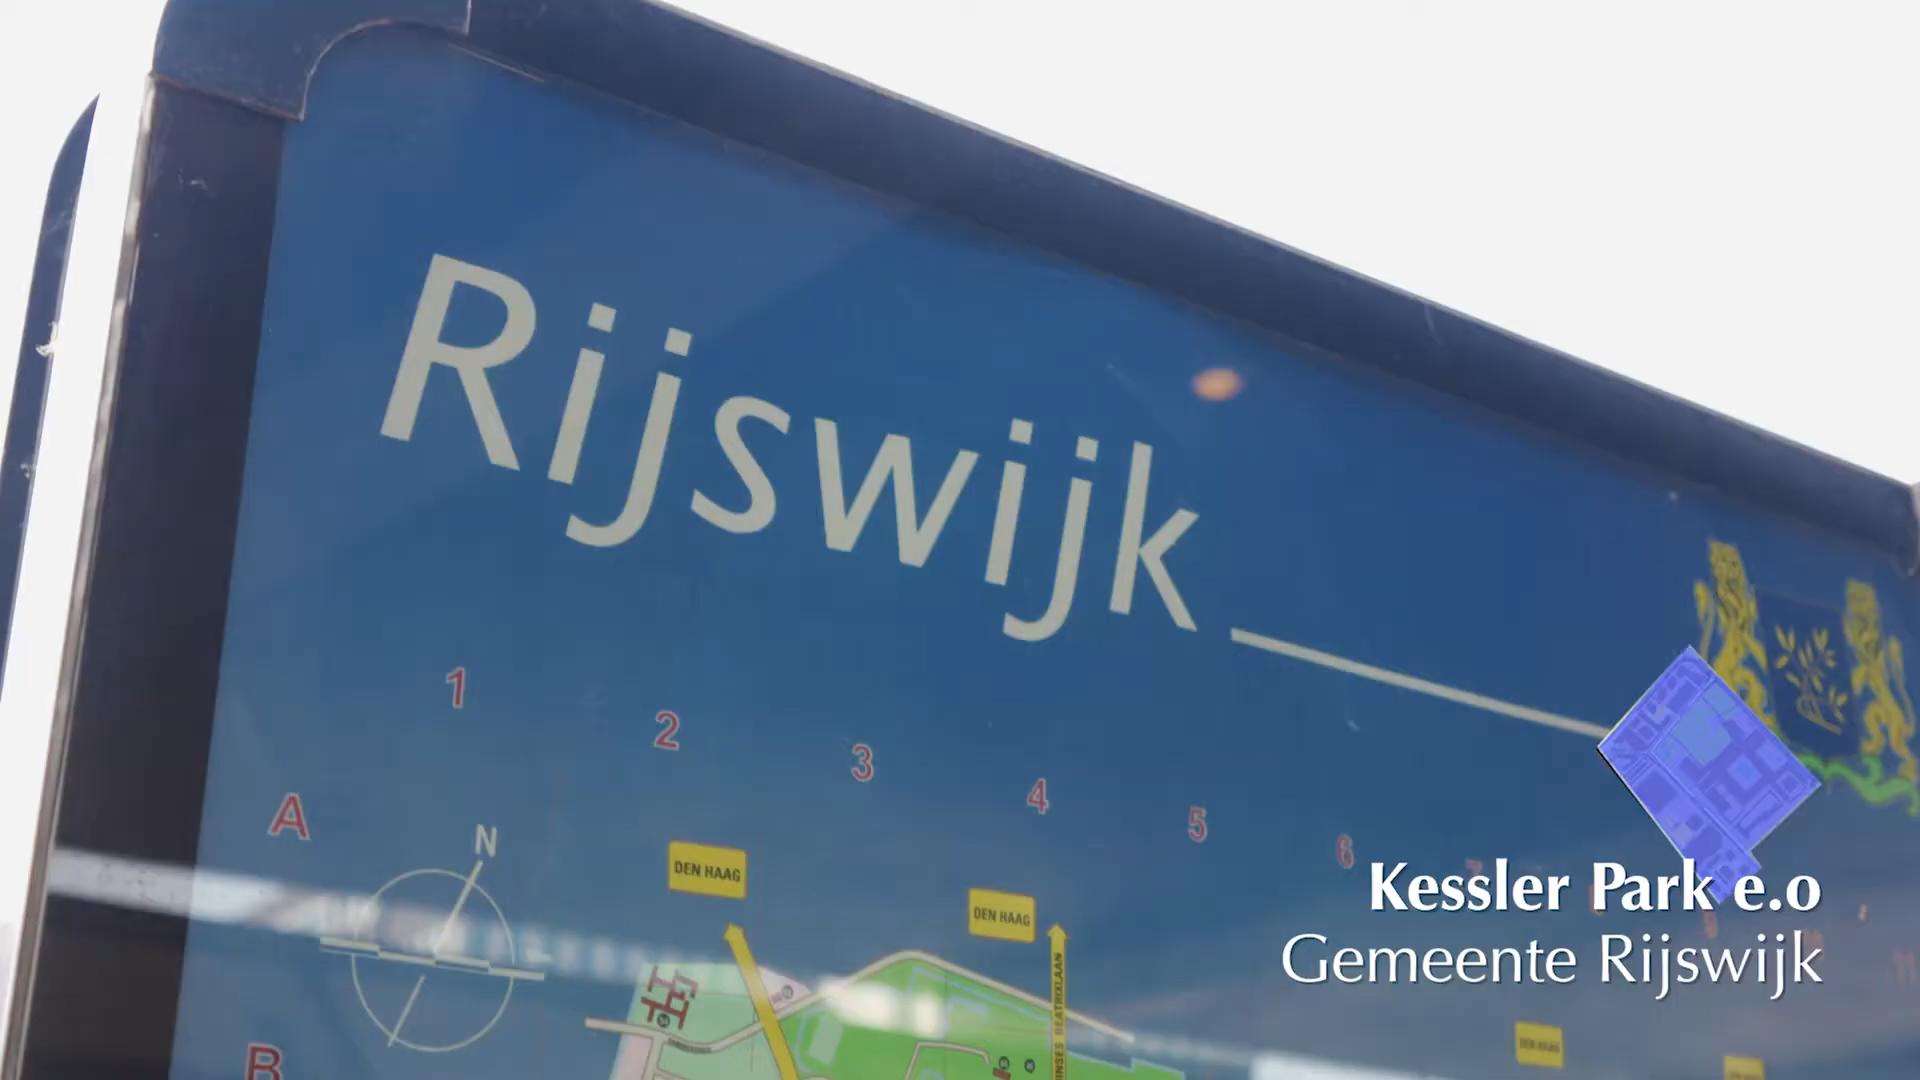 Rijswijk
1 2 3 4 5 6
A
N
DEN HAAG
DEN HAAG
Kessler Park e.o
Gemeente Rijswijk
B